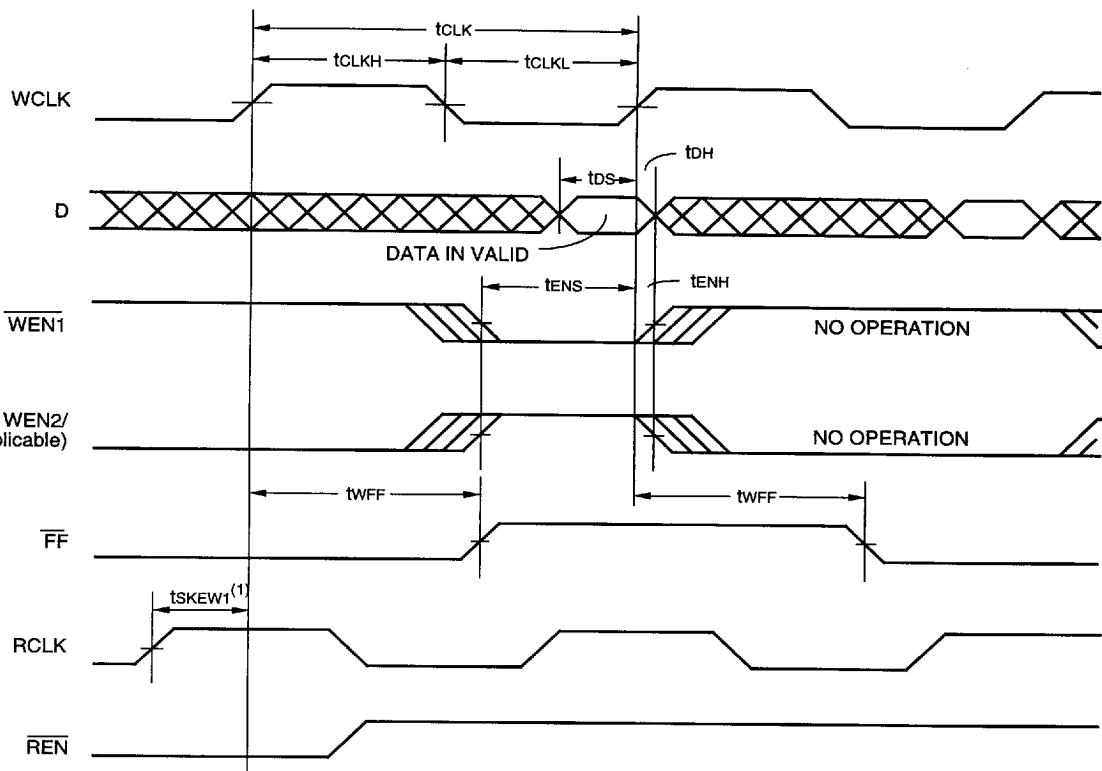 tCLK
tCLKH
tCLKL
WCLK
tDH
tDS
D
DATA IN VALID
tENS
tENH
WEN1
NO OPERATION
WEN2/
plicable)
NO OPERATION
tWFF
tWFF
FF
tSKEW1(1)
RCLK
REN